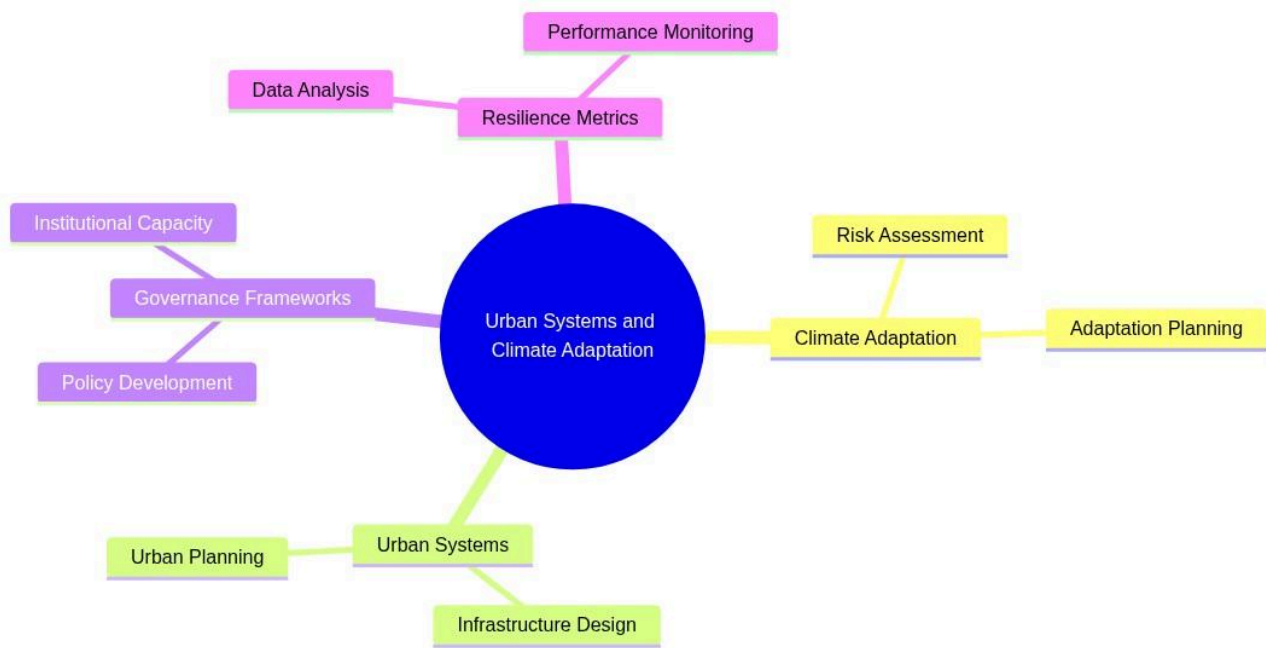 Performance Monitoring
Data Analysis
Resilience Metrics
Institutional Capacity
Risk Assessment
Governance Frameworks
Urban Systems and
Climate Adaptation
Climate Adaptation
Adaptation Planning
Policy Development
Urban Systems
Urban Planning
Infrastructure Design